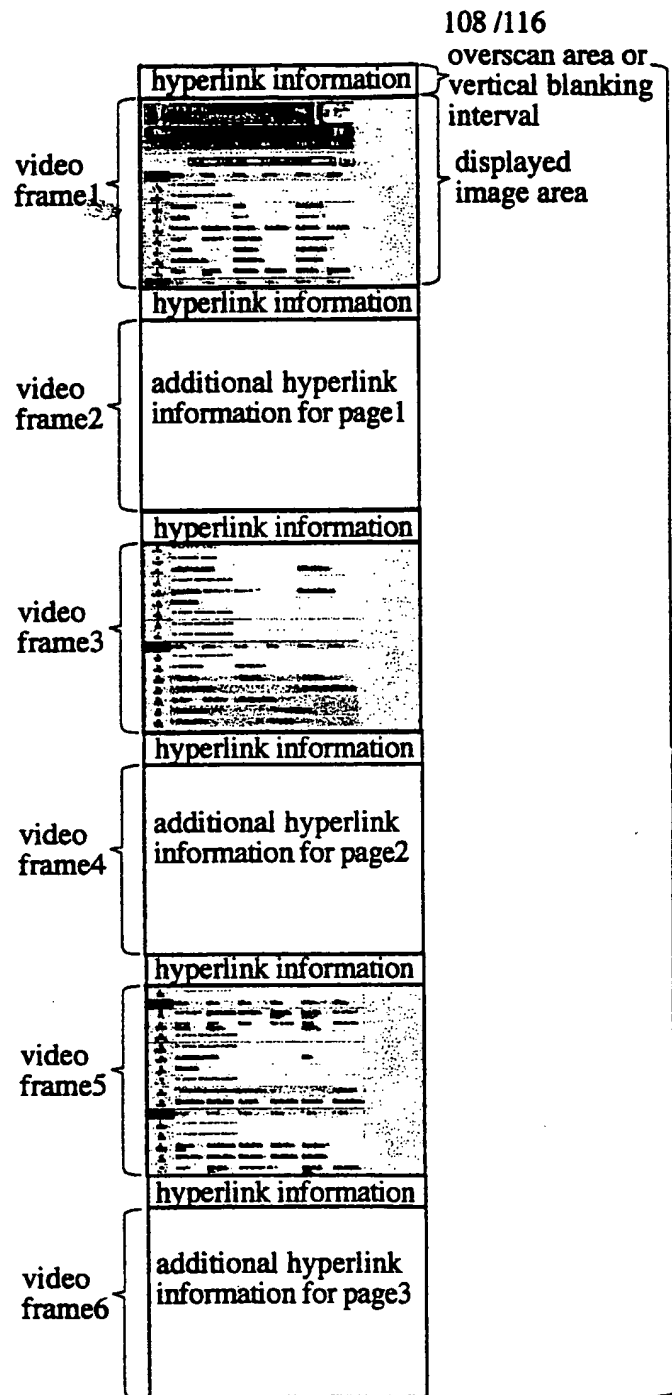 108 /116
overscan area or
vertical blanking
interval
hyperlink information
displayed
image area
video
frame1
hyperlink information
video
frame2
additional hyperlink
information for page1
hyperlink information
video
frame3
hyperlink information
video
frame4
additional hyperlink
information for page2
hyperlink information
video
frame5
hyperlink information
video
frame6
additional hyperlink
information for page3